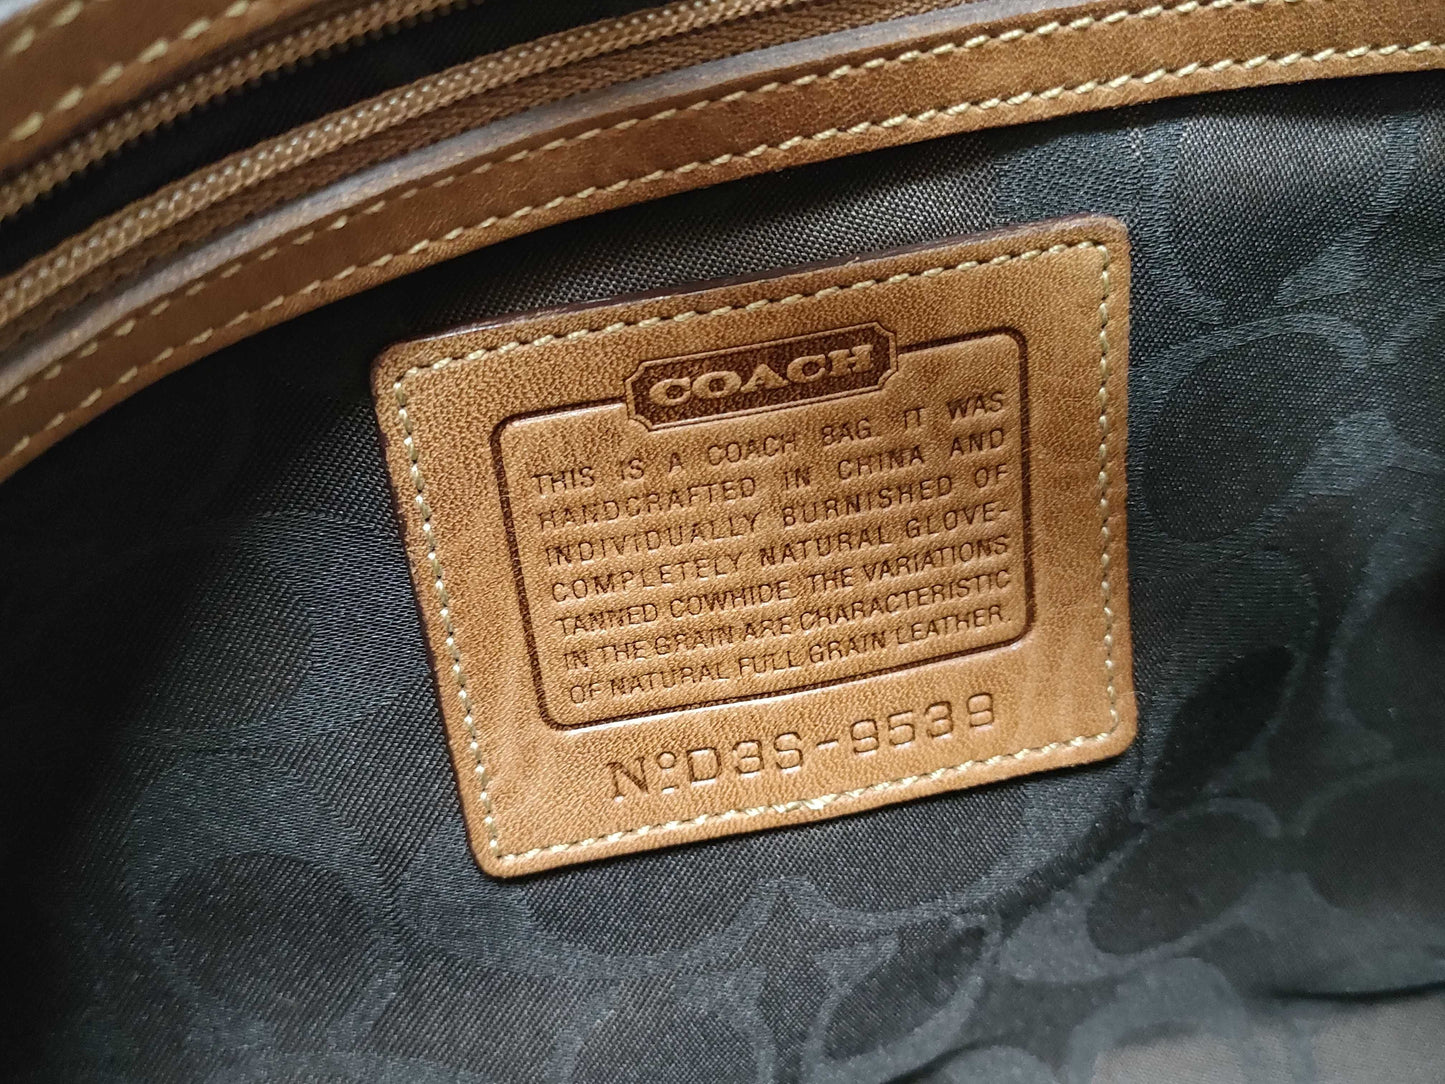 COACH
THIS IS A COACH BAG. IT WAS
HANDCRAFTED IN CHINA AND
INDIVIDUALLY BURNISHED OF
COMPLETELY NATURAL GLOVE-
TANNED COWHIDE. THE VARIATIONS
IN THE GRAIN ARE CHARACTERISTIC
OF NATURAL FULL GRAIN LEATHER.
No D3S-9539